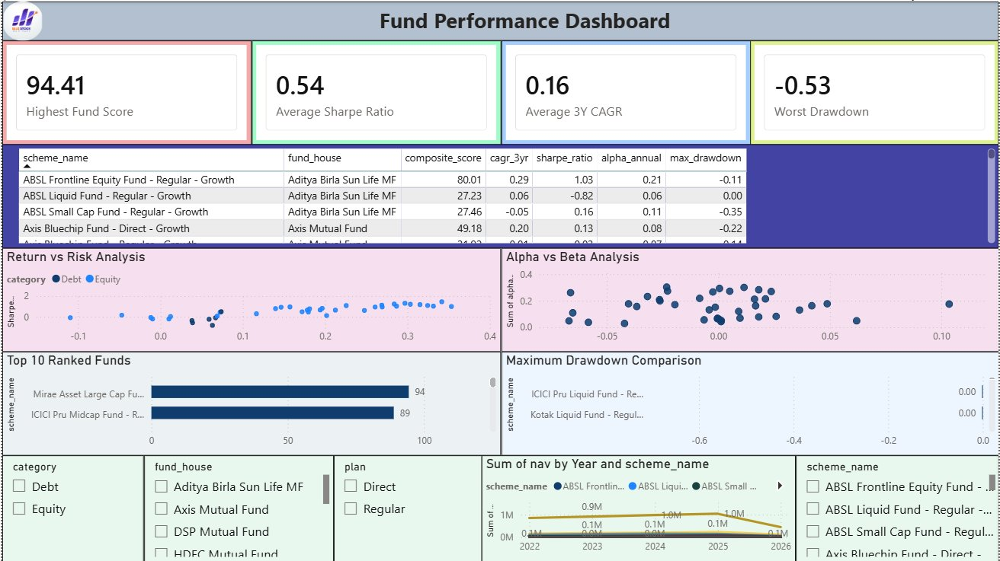 Fund Performance Dashboard
94.41
Highest Fund Score
0.54
Average Sharpe Ratio
0.16
Average 3Y CAGR
-0.53
Worst Drawdown
scheme_name fund_house composite_score cagr_3yr sharpe_ratio alpha_annual max_drawdown
ABSL Frontline Equity Fund - Regular - Growth Aditya Birla Sun Life MF 80.01 0.29 1.03 0.21 -0.11
ABSL Liquid Fund - Regular - Growth Aditya Birla Sun Life MF 27.23 0.06 -0.82 0.06 0.00
ABSL Small Cap Fund - Regular - Growth Aditya Birla Sun Life MF 27.46 -0.05 0.16 0.11 -0.35
Axis Bluechip Fund - Direct - Growth Axis Mutual Fund 49.18 0.20 0.13 0.08 -0.22
Axis Bluechip Fund - Regular - Growth Axis Mutual Fund
Return vs Risk Analysis
category Debt Equity
Sharpe...
2
0
-0.1 0.0 0.1 0.2 0.3 0.4
Alpha vs Beta Analysis
Sum of alpha...
0.4
0.2
0.0
-0.05 0.00 0.05 0.10
Top 10 Ranked Funds
scheme_name
Mirae Asset Large Cap Fu... 94
ICICI Pru Midcap Fund - R... 89
0 50 100
Maximum Drawdown Comparison
scheme_name
ICICI Pru Liquid Fund - Re... 0.00
Kotak Liquid Fund - Regul... 0.00
-0.6 -0.4 -0.2 0.0
category
Debt
Equity
fund_house
Aditya Birla Sun Life MF
Axis Mutual Fund
DSP Mutual Fund
HDFC Mutual Fund
plan
Direct
Regular
Sum of nav by Year and scheme_name
scheme_name ABSL Frontlin... ABSL Liqui... ABSL Small ...
Sum of ...
1M
0M
0.9M
1.0M
1.0M
0.1M
0.1M
0.1M
0.1M
0.1M
2022 2023 2024 2025 2026
scheme_name
ABSL Frontline Equity Fund - ...
ABSL Liquid Fund - Regular -...
ABSL Small Cap Fund - Regul...
Axis Bluechip Fund - Direct -